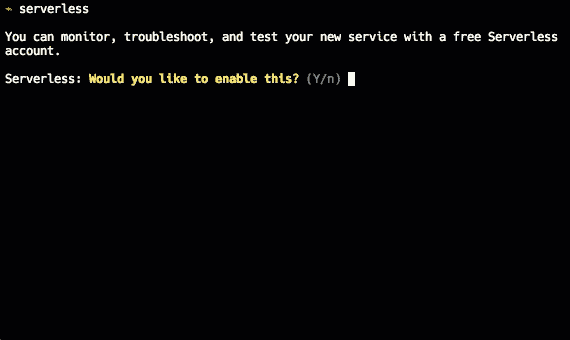 ➜ serverless
You can monitor, troubleshoot, and test your new service with a free Serverless
account.
Serverless: Would you like to enable this? (Y/n)